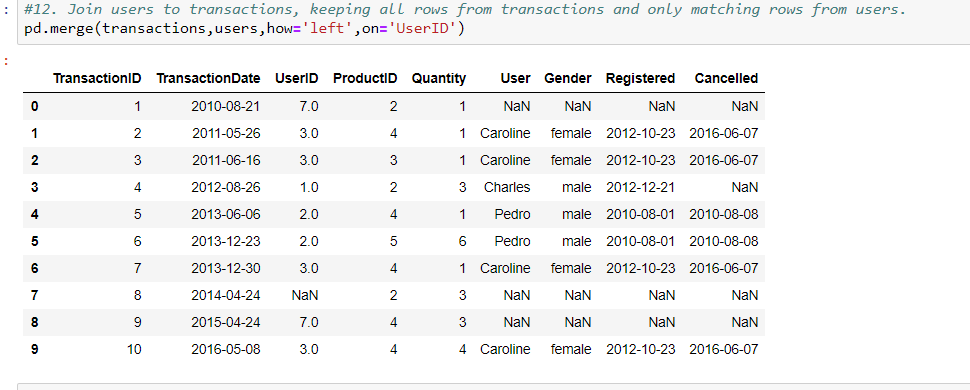 : #12. Join users to transactions, keeping all rows from transactions and only matching rows from users.
pd.merge(transactions,users,how='left',on='UserID')
:
TransactionID TransactionDate UserID ProductID Quantity User Gender Registered Cancelled
0 1 2010-08-21 7.0 2 1 NaN NaN NaN NaN
1 2 2011-05-26 3.0 4 1 Caroline female 2012-10-23 2016-06-07
2 3 2011-06-16 3.0 3 1 Caroline female 2012-10-23 2016-06-07
3 4 2012-08-26 1.0 2 3 Charles male 2012-12-21 NaN
4 5 2013-06-06 2.0 4 1 Pedro male 2010-08-01 2010-08-08
5 6 2013-12-23 2.0 5 6 Pedro male 2010-08-01 2010-08-08
6 7 2013-12-30 3.0 4 1 Caroline female 2012-10-23 2016-06-07
7 8 2014-04-24 NaN 2 3 NaN NaN NaN NaN
8 9 2015-04-24 7.0 4 3 NaN NaN NaN NaN
9 10 2016-05-08 3.0 4 4 Caroline female 2012-10-23 2016-06-07